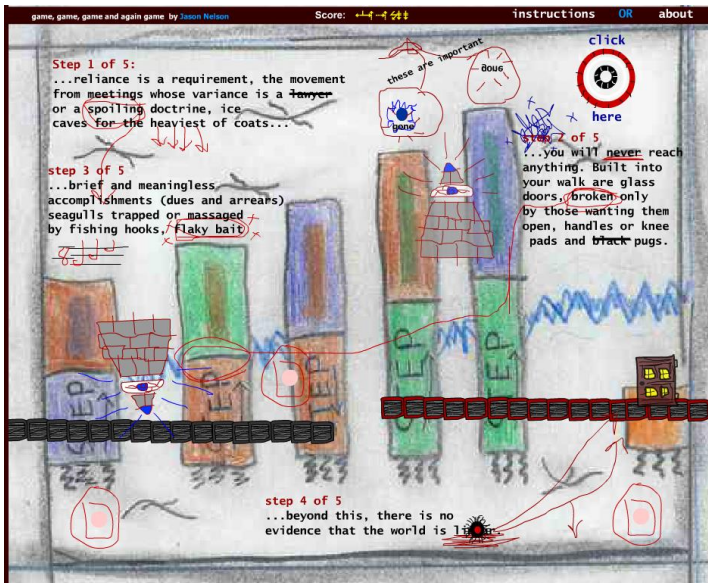 game, game, game and again game by Jason Nelson
Score:
instructions OR about
Step 1 of 5:
...reliance is a requirement, the movement
from meetings whose variance is a lawyer
or a spoiling doctrine, ice
caves for the heaviest of coats...
these are important
gone
gone
click
here
step 2 of 5
...you will never reach
anything. Built into
your walk are glass
doors, broken only
by those wanting them
open, handles or knee
pads and black pugs.
step 3 of 5
...brief and meaningless
accomplishments (dues and arrears)
seagulls trapped or massaged
by fishing hooks, flaky bait
STEP
STEP
STEP
STEP
STEP
step 4 of 5
...beyond this, there is no
evidence that the world is linear.